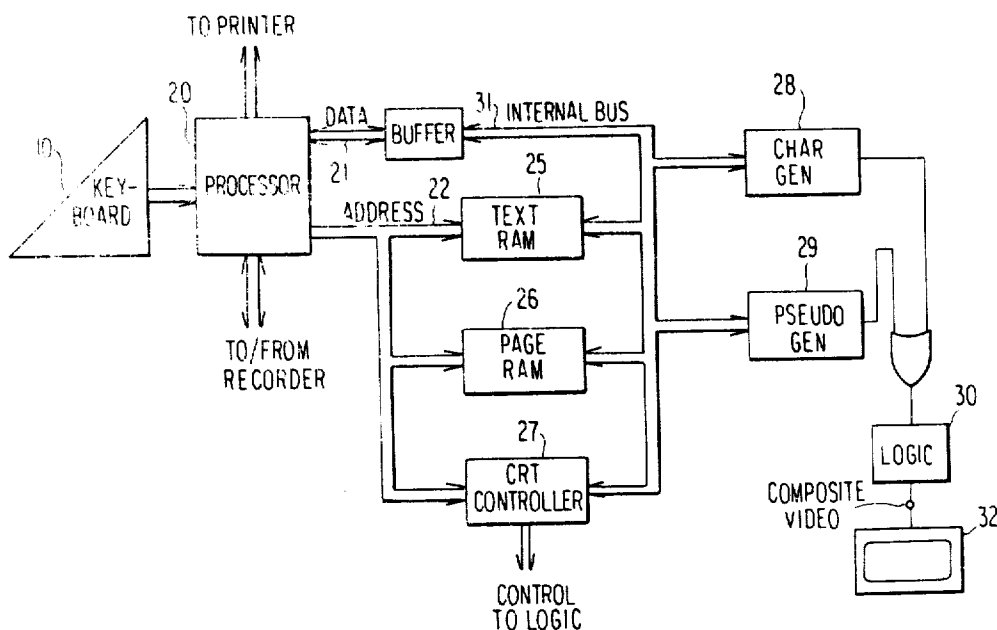 TO PRINTER
20
10
KEY-
BOARD
PROCESSOR
DATA
21
BUFFER
31
INTERNAL BUS
28
CHAR
GEN
22
ADDRESS
25
TEXT
RAM
29
PSEUDO
GEN
26
PAGE
RAM
TO/FROM
RECORDER
27
CRT
CONTROLLER
30
LOGIC
COMPOSITE
VIDEO
32
CONTROL
TO LOGIC